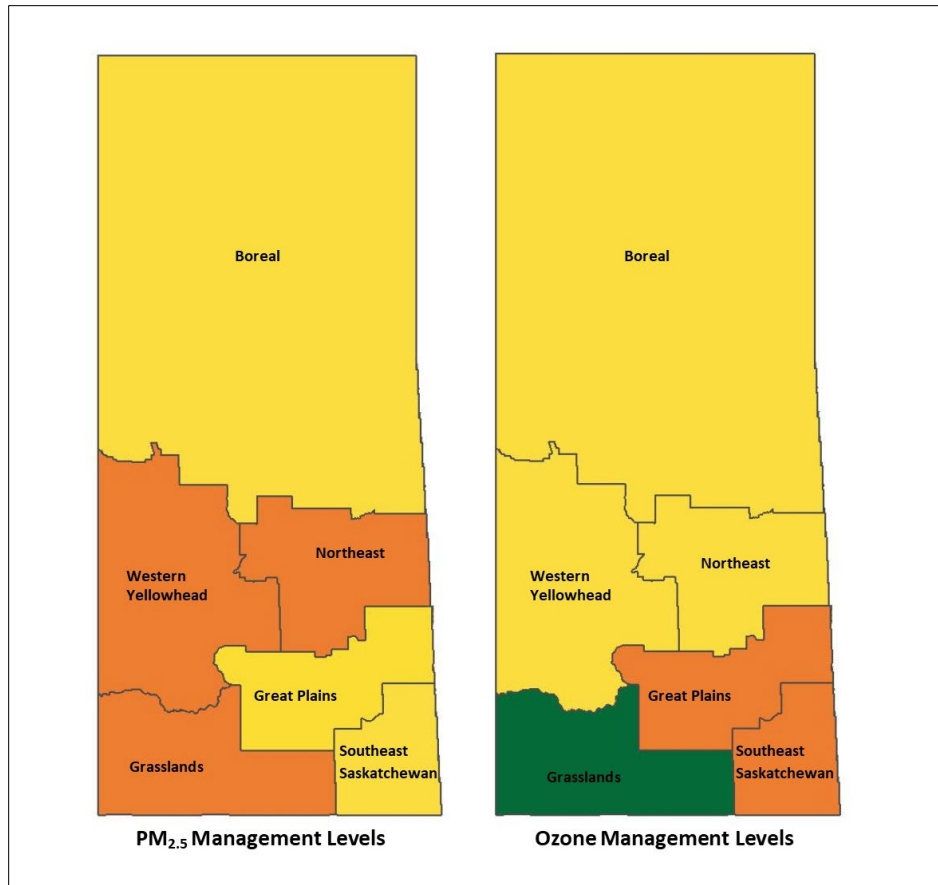 Boreal
Northeast
Western
Yellowhead
Great Plains
Southeast
Saskatchewan
Grasslands
PM₂.₅ Management Levels
Boreal
Northeast
Western
Yellowhead
Great Plains
Southeast
Saskatchewan
Grasslands
Ozone Management Levels